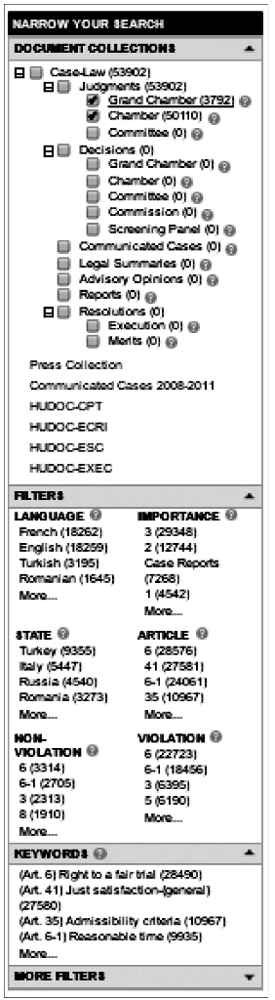 NARROW YOUR SEARCH
DOCUMENT COLLECTIONS
Case-Law (53902)
Judgments (53902)
Grand Chamber (3792)
Chamber (50110)
Committee (0)
Decisions (0)
Grand Chamber (0)
Chamber (0)
Committee (0)
Commission (0)
Screening Panel (0)
Communicated Cases (0)
Legal Summaries (0)
Advisory Opinions (0)
Reports (0)
Resolutions (0)
Execution (0)
Merits (0)
Press Collection
Communicated Cases 2008-2011
HUDOC-CPT
HUDOC-ECRI
HUDOC-ESC
HUDOC-EXEC
FILTERS
LANGUAGE
French (18262)
English (18259)
Turkish (3195)
Romanian (1645)
More...
IMPORTANCE
3 (29348)
2 (12744)
Case Reports
(7268)
1 (4542)
More...
STATE
Turkey (9355)
Italy (5447)
Russia (4540)
Romania (3273)
More...
ARTICLE
6 (28576)
41 (27581)
6-1 (24061)
35 (10967)
More...
NON-
VIOLATION
6 (3314)
6-1 (2705)
3 (2313)
8 (1910)
More...
VIOLATION
6 (22723)
6-1 (18456)
3 (6395)
5 (6190)
More...
KEYWORDS
(Art. 6) Right to a fair trial (28490)
(Art. 41) Just satisfaction-{general}
(27580)
(Art. 35) Admissibility criteria (10967)
(Art. 6-1) Reasonable time (9935)
More...
MORE FILTERS